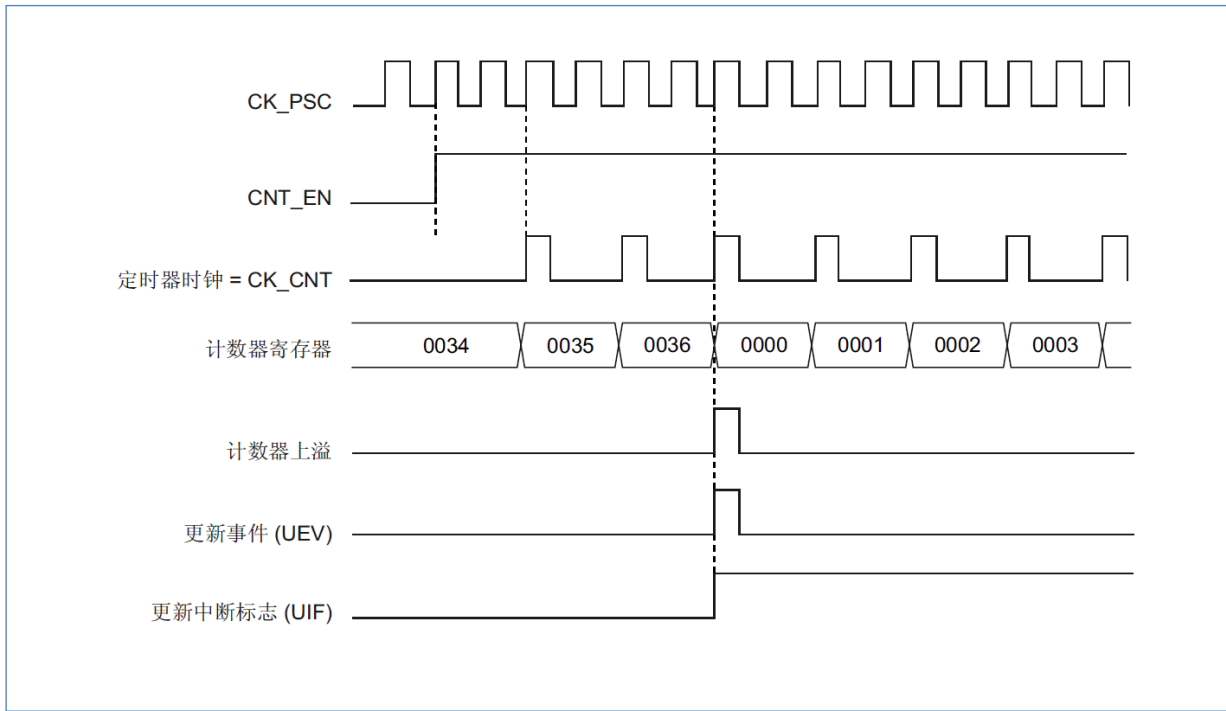 CK_PSC
CNT_EN
定时器时钟 = CK_CNT
计数器寄存器
0034 0035 0036 0000 0001 0002 0003
计数器上溢
更新事件 (UEV)
更新中断标志 (UIF)